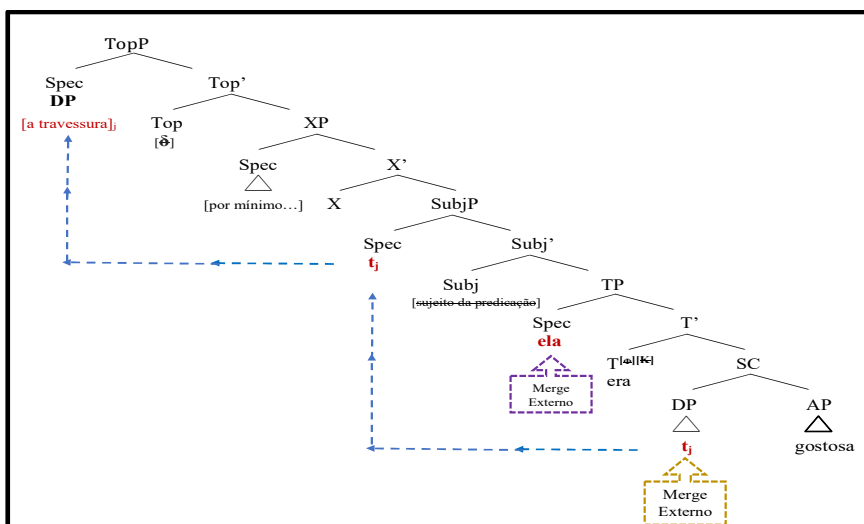 TopP
Spec Top’
DP
[a travessura]j Top XP
[δ]
Spec X’
[por mínimo…] X SubjP
Spec Subj’
tj
Subj TP
[sujeito da predicação]
Spec T’
ela
T[φ][K] SC
era
Merge
Externo
DP AP
tj gostosa
Merge
Externo